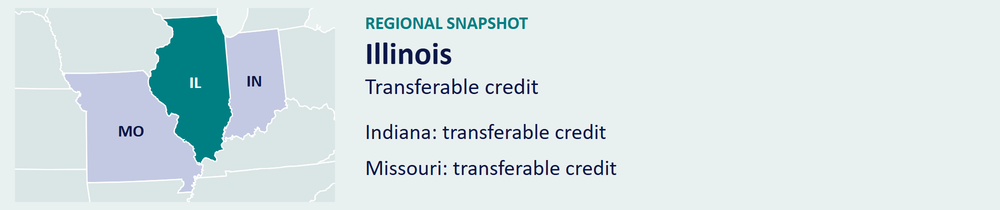 REGIONAL SNAPSHOT
Illinois
Transferable credit
Indiana: transferable credit
Missouri: transferable credit
IL
IN
MO